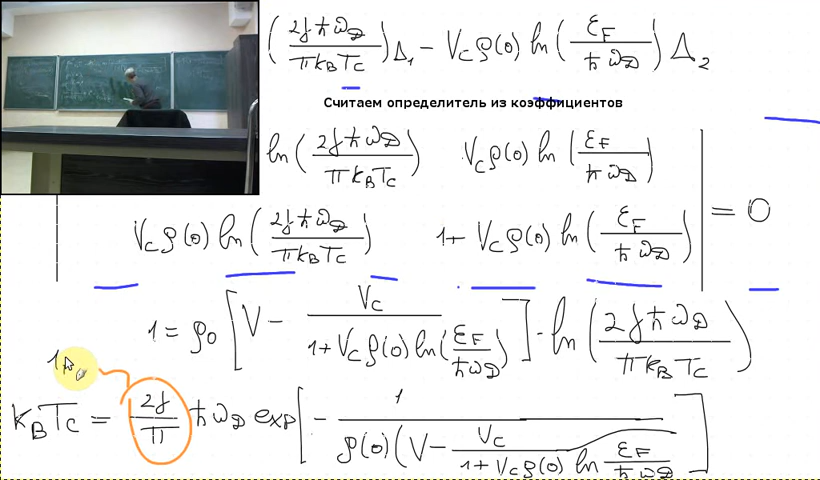 (2γħω_D / πk_BT_C) Δ₁ − V_C ρ(0) ln (ε_F / ħω_D) Δ₂
Считаем определитель из коэффициентов
ln (2γħω_D / πk_BT_C) V_C ρ(0) ln (ε_F / ħω_D)
V_C ρ(0) ln (2γħω_D / πk_BT_C) 1 + V_C ρ(0) ln (ε_F / ħω_D) = 0
1 = ρ₀ [V − V_C / (1 + V_C ρ(0) ln (ε_F / ħω_D))] · ln (2γħω_D / πk_BT_C)
1,
k_BT_C = 2γ/π ħω_D exp [− 1 / (ρ(0) (V − V_C / (1 + V_C ρ(0) ln ε_F / ħω_D]